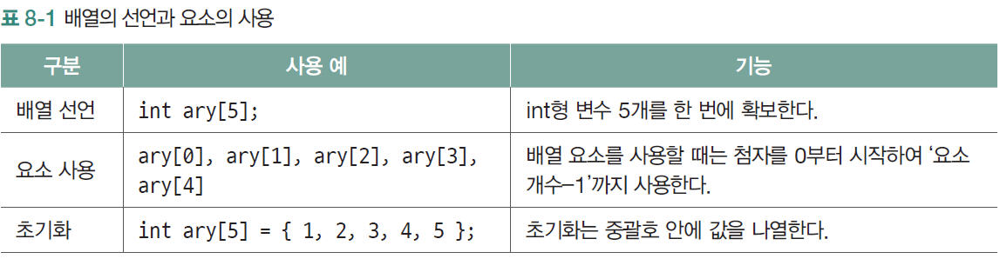 표 8-1 배열의 선언과 요소의 사용
구분 사용 예 기능
배열 선언 int ary[5]; int형 변수 5개를 한 번에 확보한다.
요소 사용 ary[0], ary[1], ary[2], ary[3], ary[4] 배열 요소를 사용할 때는 첨자를 0부터 시작하여 ‘요소 개수-1’까지 사용한다.
초기화 int ary[5] = { 1, 2, 3, 4, 5 }; 초기화는 중괄호 안에 값을 나열한다.